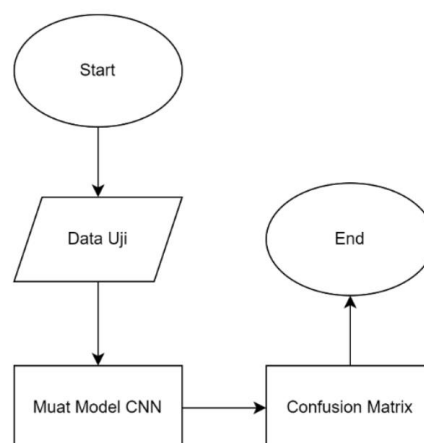 Start
Data Uji
Muat Model CNN
Confusion Matrix
End